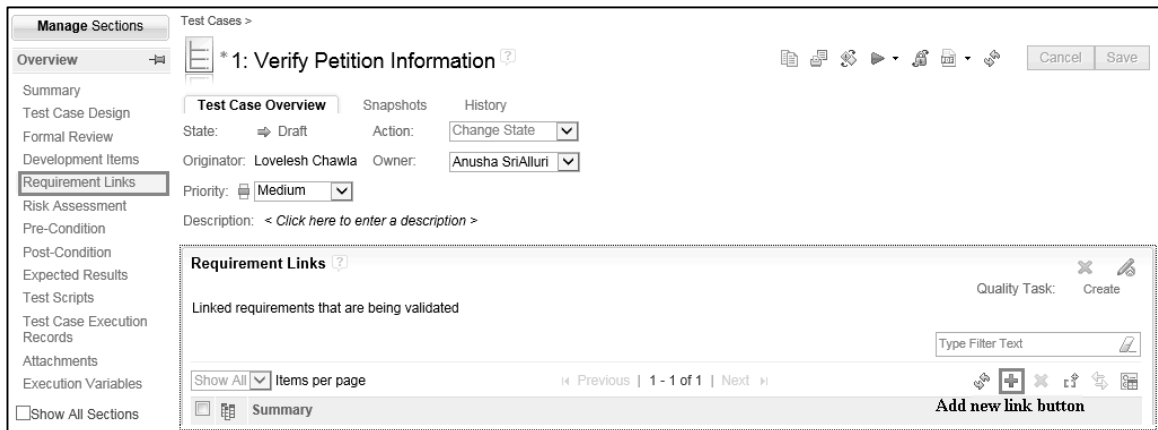 Manage Sections
Overview
Summary
Test Case Design
Formal Review
Development Items
Requirement Links
Risk Assessment
Pre-Condition
Post-Condition
Expected Results
Test Scripts
Test Case Execution
Records
Attachments
Execution Variables
Show All Sections
Test Cases >
* 1: Verify Petition Information ?
Cancel Save
Test Case Overview Snapshots History
State: Draft Action: Change State
Originator: Lovelesh Chawla Owner: Anusha SriAlluri
Priority: Medium
Description: < Click here to enter a description >
Requirement Links ?
Quality Task: Create
Linked requirements that are being validated
Type Filter Text
Show All Items per page Previous | 1 - 1 of 1 | Next
Add new link button
Summary